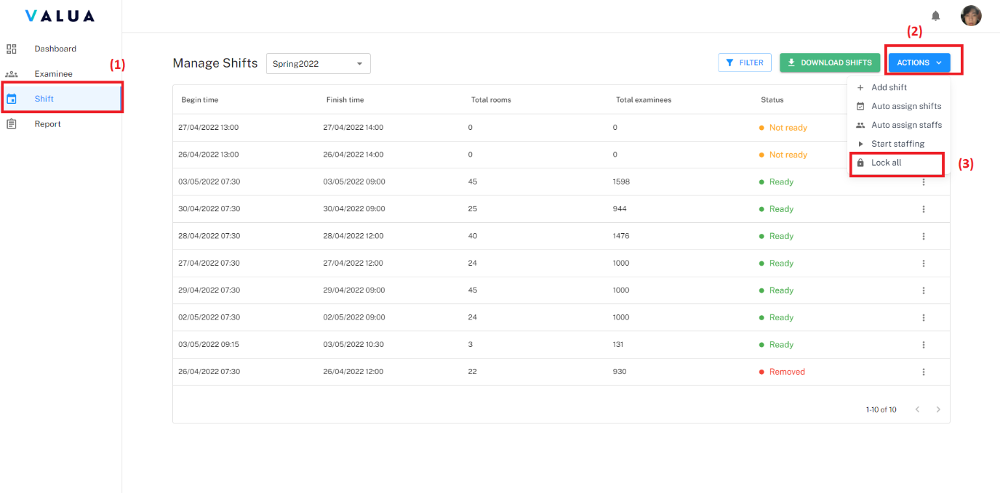 VALUA
(2)
Dashboard
(1)
Examinee
Shift
Report
Manage Shifts Spring2022 FILTER DOWNLOAD SHIFTS ACTIONS
Add shift
Auto assign shifts
Auto assign staffs
Start staffing
Lock all (3)
Begin time Finish time Total rooms Total examinees Status
27/04/2022 13:00 27/04/2022 14:00 0 0 Not ready
26/04/2022 13:00 26/04/2022 14:00 0 0 Not ready
03/05/2022 07:30 03/05/2022 09:00 45 1598 Ready
30/04/2022 07:30 30/04/2022 09:00 25 944 Ready
28/04/2022 07:30 28/04/2022 12:00 40 1476 Ready
27/04/2022 07:30 27/04/2022 12:00 24 1000 Ready
29/04/2022 07:30 29/04/2022 09:00 45 1000 Ready
02/05/2022 07:30 02/05/2022 09:00 24 1000 Ready
03/05/2022 09:15 03/05/2022 10:30 3 131 Ready
26/04/2022 07:30 26/04/2022 12:00 22 930 Removed
1-10 of 10